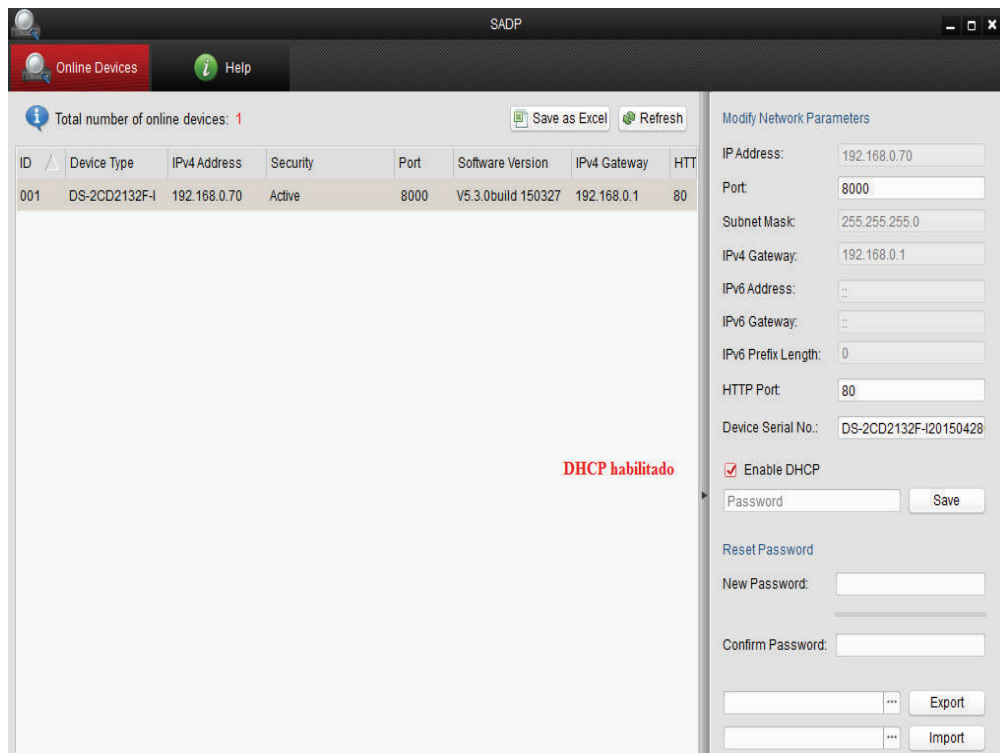 SADP
Online Devices
Help
Total number of online devices: 1
Save as Excel
Refresh
ID Device Type IPv4 Address Security Port Software Version IPv4 Gateway HTT
001 DS-2CD2132F-I 192.168.0.70 Active 8000 V5.3.0build 150327 192.168.0.1 80
DHCP habilitado
Modify Network Parameters
IP Address: 192.168.0.70
Port: 8000
Subnet Mask: 255.255.255.0
IPv4 Gateway: 192.168.0.1
IPv6 Address: ::
IPv6 Gateway: ::
IPv6 Prefix Length: 0
HTTP Port: 80
Device Serial No.: DS-2CD2132F-I20150428
Enable DHCP
Password Save
Reset Password
New Password:
Confirm Password:
... Export
... Import